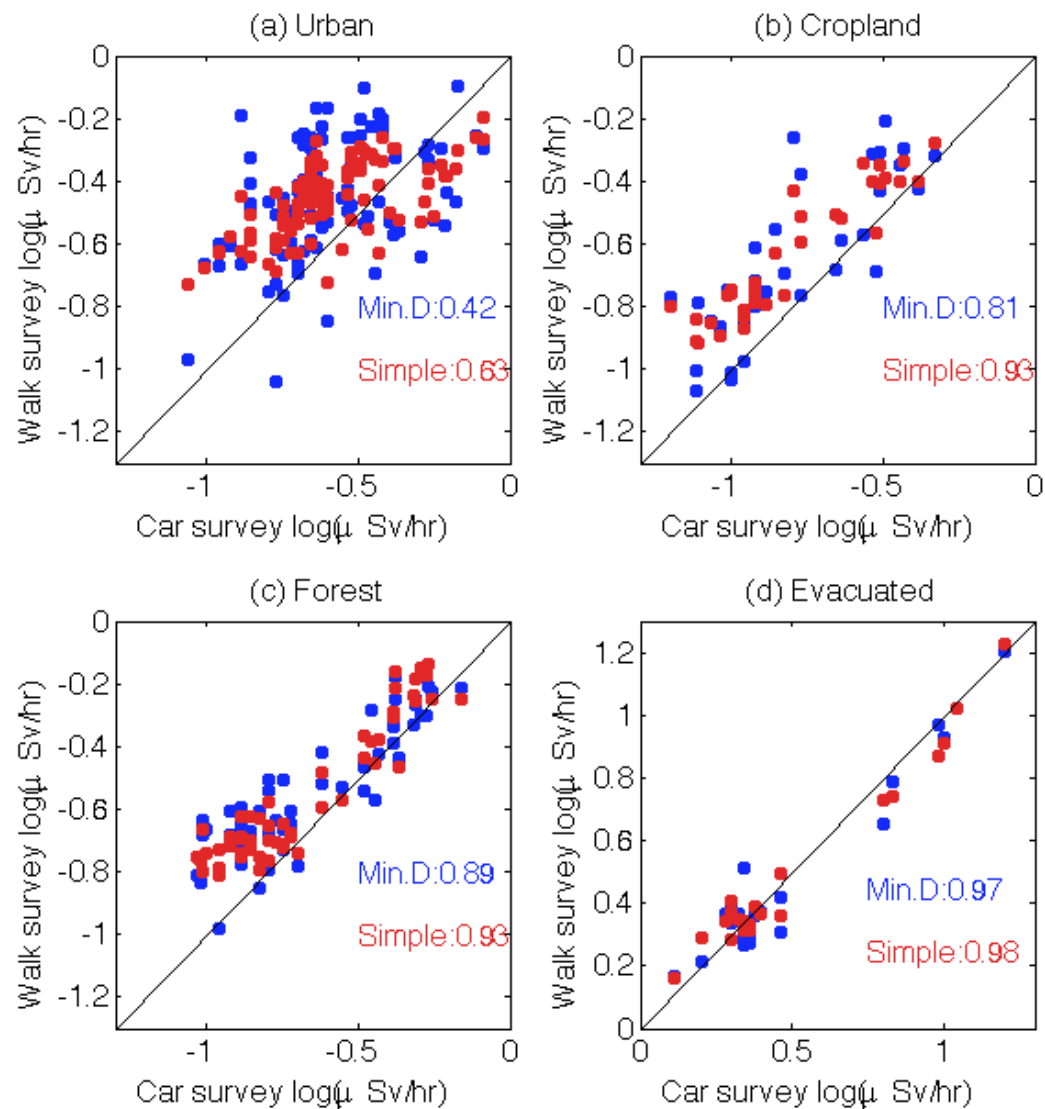 (a) Urban
0
-0.2
-0.4
-0.6
-0.8
-1
-1.2
-1
-0.5
0
Walk survey log(μ Sv/hr)
Car survey log(μ Sv/hr)
Min.D:0.42
Simple:0.63
(b) Cropland
0
-0.2
-0.4
-0.6
-0.8
-1
-1.2
-1
-0.5
0
Walk survey log(μ Sv/hr)
Car survey log(μ Sv/hr)
Min.D:0.81
Simple:0.93
(c) Forest
0
-0.2
-0.4
-0.6
-0.8
-1
-1.2
-1
-0.5
0
Walk survey log(μ Sv/hr)
Car survey log(μ Sv/hr)
Min.D:0.89
Simple:0.93
(d) Evacuated
1.2
1
0.8
0.6
0.4
0.2
0
0
0.5
1
Walk survey log(μ Sv/hr)
Car survey log(μ Sv/hr)
Min.D:0.97
Simple:0.98